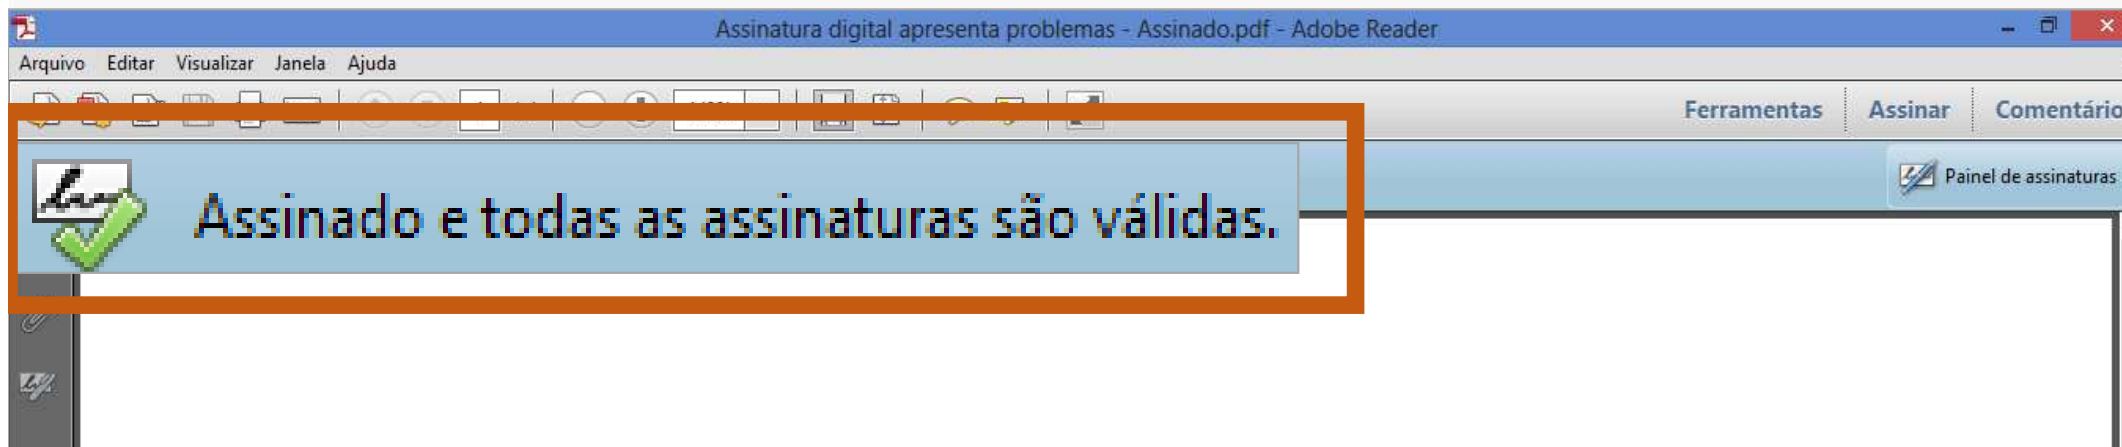 Assinatura digital apresenta problemas - Assinado.pdf - Adobe Reader
Arquivo Editar Visualizar Janela Ajuda
Ferramentas Assinar Comentário
Assinado e todas as assinaturas são válidas.
Painel de assinaturas